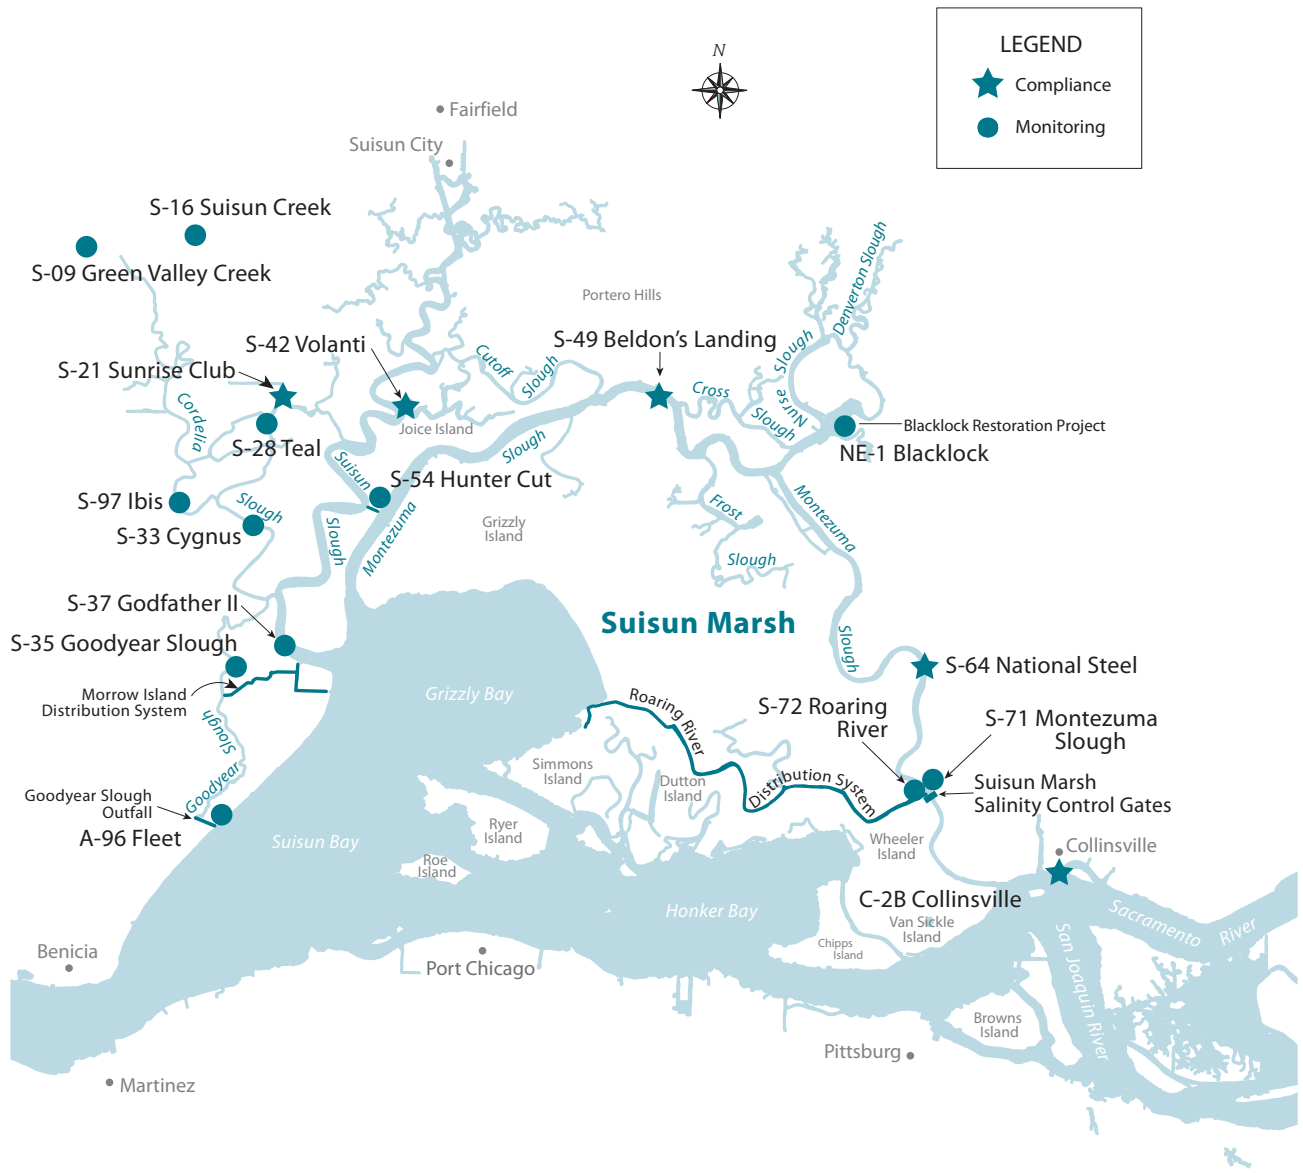 LEGEND
Compliance
Monitoring
N
Fairfield
Suisun City
S-16 Suisun Creek
S-09 Green Valley Creek
Portero Hills
Denverton Slough
S-42 Volanti
S-49 Beldon's Landing
S-21 Sunrise Club
Cutoff
Slough
Cross
Slough
Slough
Nurse
Cordelia
Slough
Joice Island
Blacklock Restoration Project
NE-1 Blacklock
S-28 Teal
Suisun
Slough
S-54 Hunter Cut
Montezuma
Slough
S-97 Ibis
S-33 Cygnus
Grizzly
Island
Frost
Slough
Montezuma
Slough
S-37 Godfather II
Suisun Marsh
S-35 Goodyear Slough
S-64 National Steel
Morrow Island
Distribution System
Grizzly Bay
Roaring River
Distribution System
S-72 Roaring
River
S-71 Montezuma
Slough
Goodyear
Slough
Simmons
Island
Dutton
Island
Suisun Marsh
Salinity Control Gates
Goodyear Slough
Outfall
A-96 Fleet
Suisun Bay
Ryer
Island
Roe
Island
Wheeler
Island
Collinsville
C-2B Collinsville
Honker Bay
Van Sickle
Island
Chipps
Island
Sacramento
River
San Joaquin River
Benicia
Port Chicago
Browns
Island
Pittsburg
Martinez